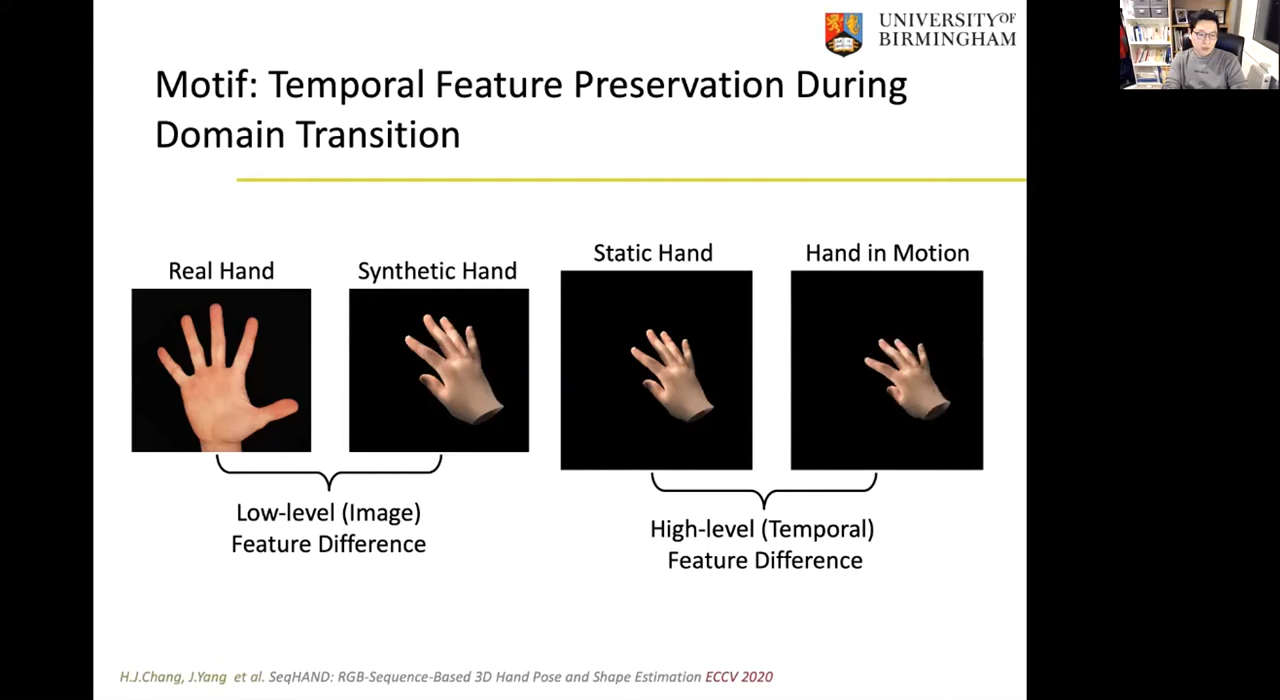 UNIVERSITY OF
BIRMINGHAM
Motif: Temporal Feature Preservation During
Domain Transition
Real Hand
Synthetic Hand
Static Hand
Hand in Motion
Low-level (Image)
Feature Difference
High-level (Temporal)
Feature Difference
H.J.Chang, J.Yang et al. SeqHAND: RGB-Sequence-Based 3D Hand Pose and Shape Estimation ECCV 2020